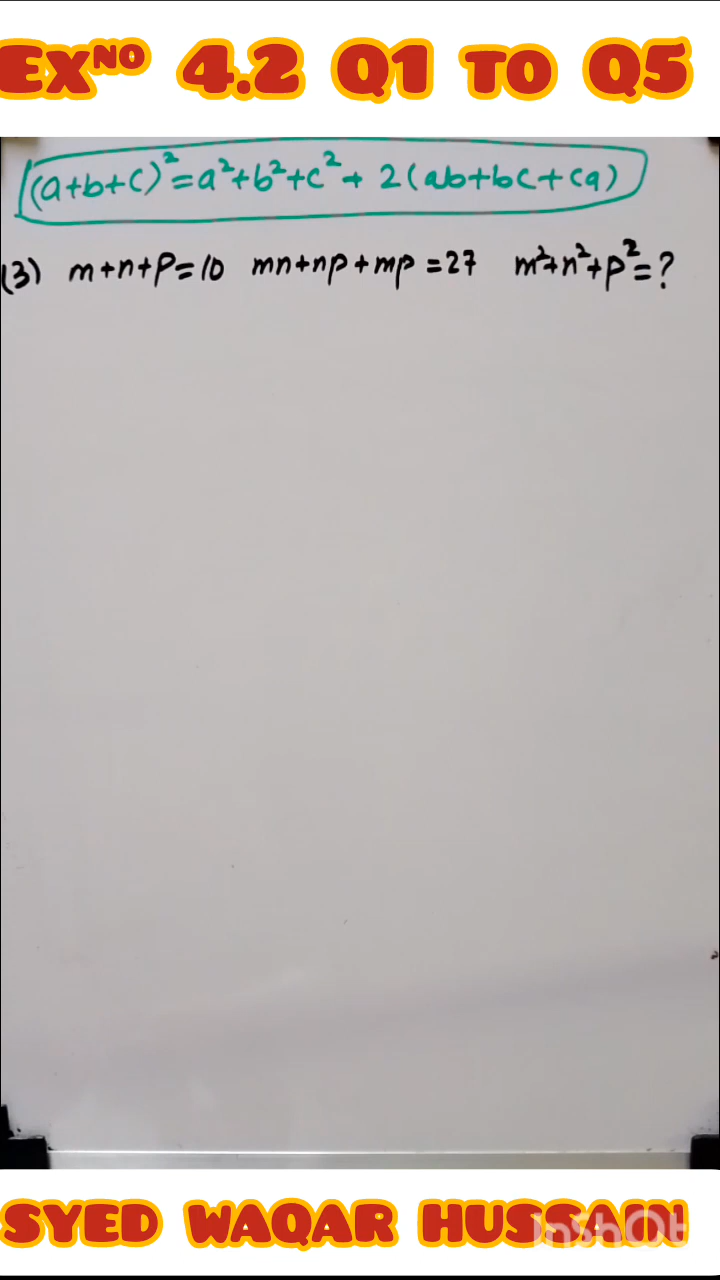 Exᴺᴼ 4.2 Q1 TO Q5
(a+b+c)²=a²+b²+c²+ 2(ab+bc+ca)
(3) m+n+p=10 mn+np+mp=27 m²+n²+p²=?
SYED WAQAR HUSSAIN
InShOt